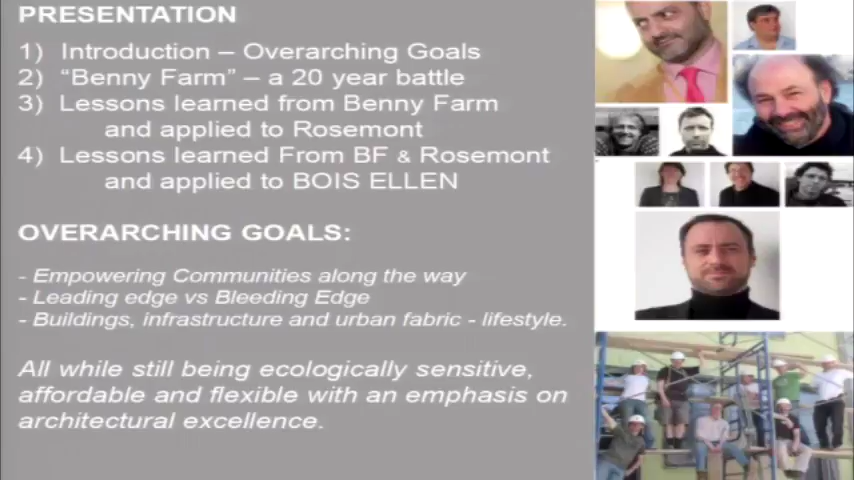 PRESENTATION
1) Introduction – Overarching Goals
2) “Benny Farm” – a 20 year battle
3) Lessons learned from Benny Farm
and applied to Rosemont
4) Lessons learned From BF & Rosemont
and applied to BOIS ELLEN
OVERARCHING GOALS:
- Empowering Communities along the way
- Leading edge vs Bleeding Edge
- Buildings, infrastructure and urban fabric - lifestyle.
All while still being ecologically sensitive,
affordable and flexible with an emphasis on
architectural excellence.